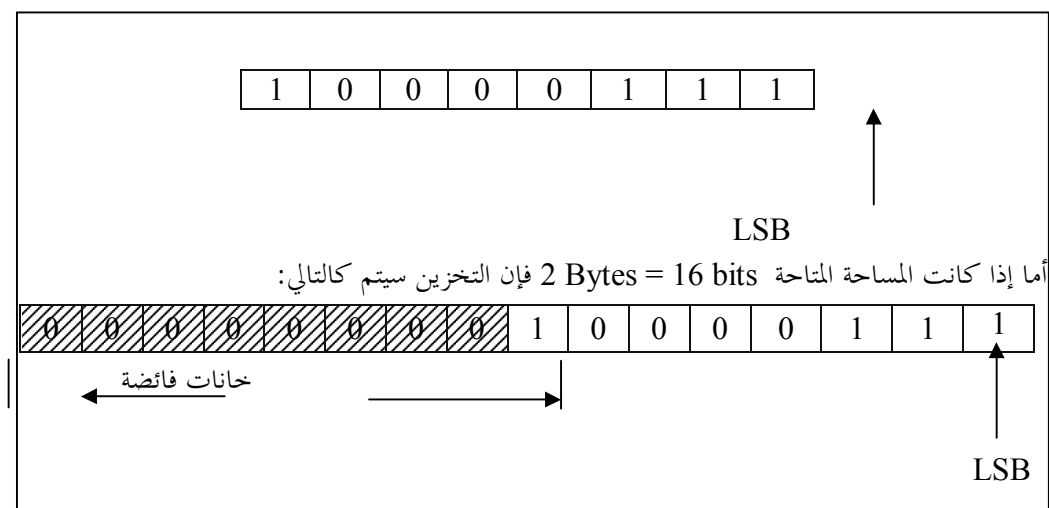 1 0 0 0 0 1 1 1
LSB
أما إذا كانت المساحة المتاحة 2 Bytes = 16 bits فإن التخزين سيتم كالتالي:
0 0 0 0 0 0 0 0 1 0 0 0 0 1 1 1
خانات فائضة
LSB